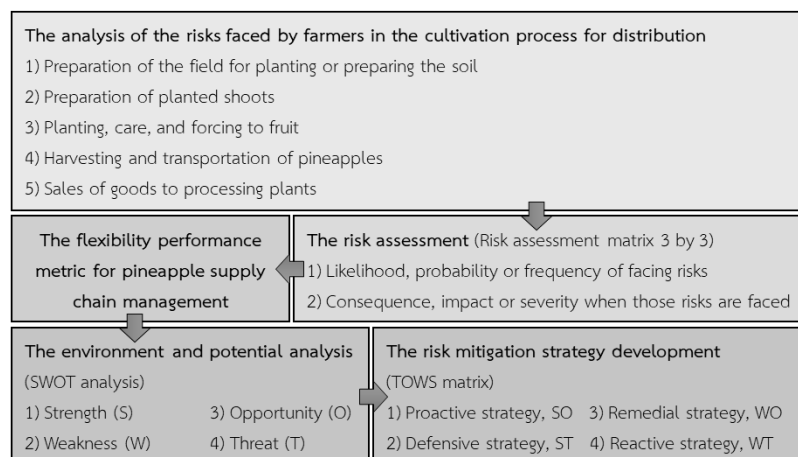 The analysis of the risks faced by farmers in the cultivation process for distribution
1) Preparation of the field for planting or preparing the soil
2) Preparation of planted shoots
3) Planting, care, and forcing to fruit
4) Harvesting and transportation of pineapples
5) Sales of goods to processing plants
The flexibility performance
metric for pineapple supply
chain management
The risk assessment (Risk assessment matrix 3 by 3)
1) Likelihood, probability or frequency of facing risks
2) Consequence, impact or severity when those risks are faced
The environment and potential analysis
(SWOT analysis)
1) Strength (S) 3) Opportunity (O)
2) Weakness (W) 4) Threat (T)
The risk mitigation strategy development
(TOWS matrix)
1) Proactive strategy, SO 3) Remedial strategy, WO
2) Defensive strategy, ST 4) Reactive strategy, WT